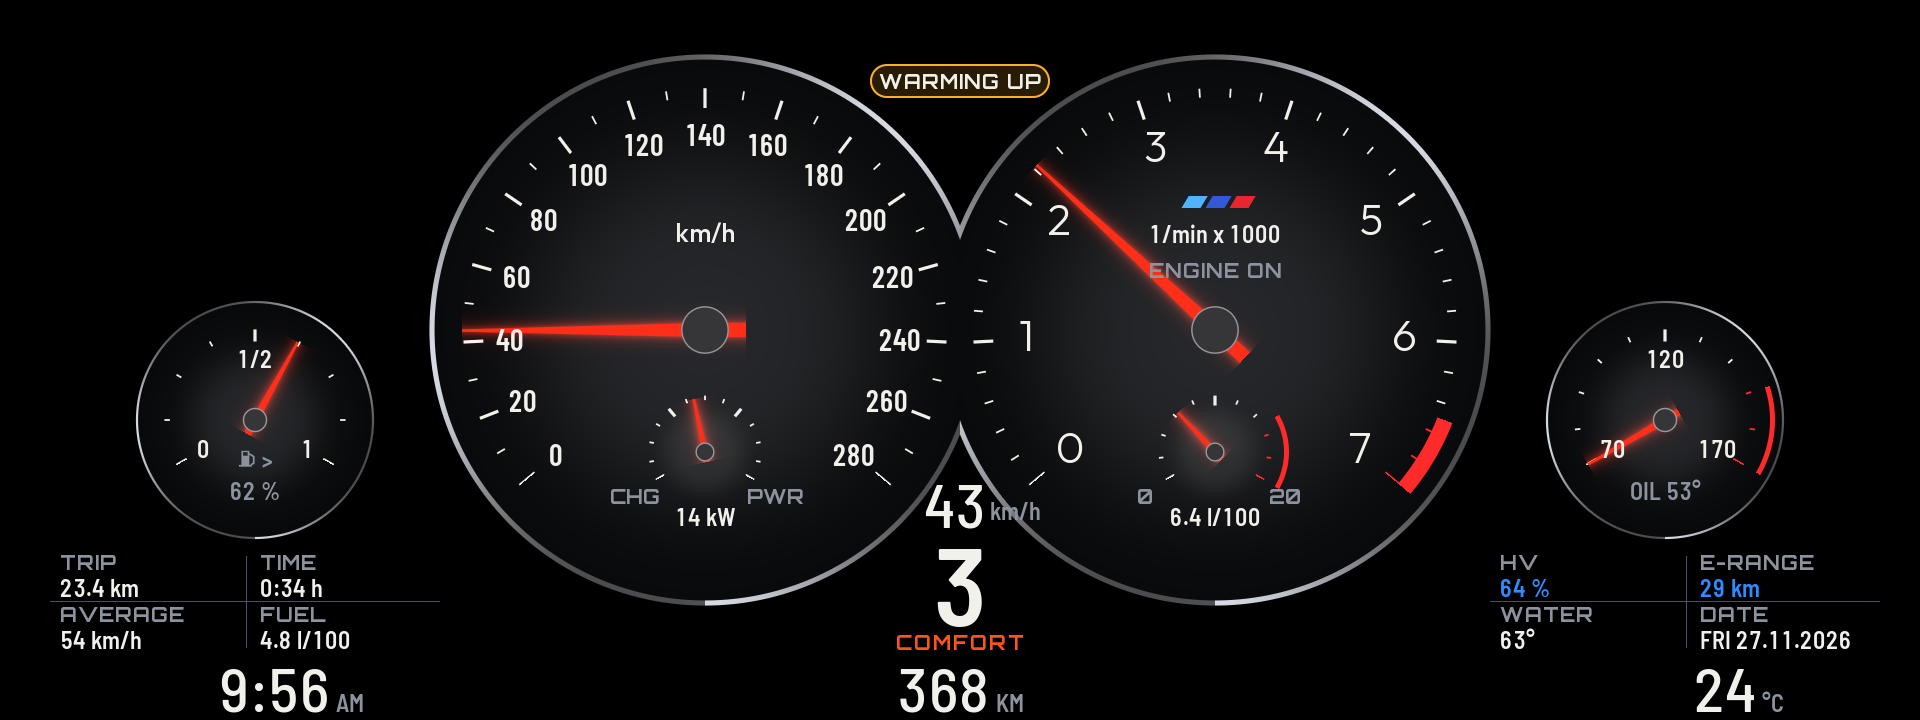 WARMING UP
0 20 40 60 80 100 120 140 160 180 200 220 240 260 280
km/h
CHG PWR
14 kW
0 1 2 3 4 5 6 7
1/min x 1000
ENGINE ON
0 20
6.4 l/100
0 1/2 1
>
62 %
70 120 170
OIL 53°
43 km/h
3
COMFORT
368 KM
TRIP
23.4 km
TIME
0:34 h
AVERAGE
54 km/h
FUEL
4.8 l/100
9:56 AM
HV
64 %
E-RANGE
29 km
WATER
63°
DATE
FRI 27.11.2026
24 °C